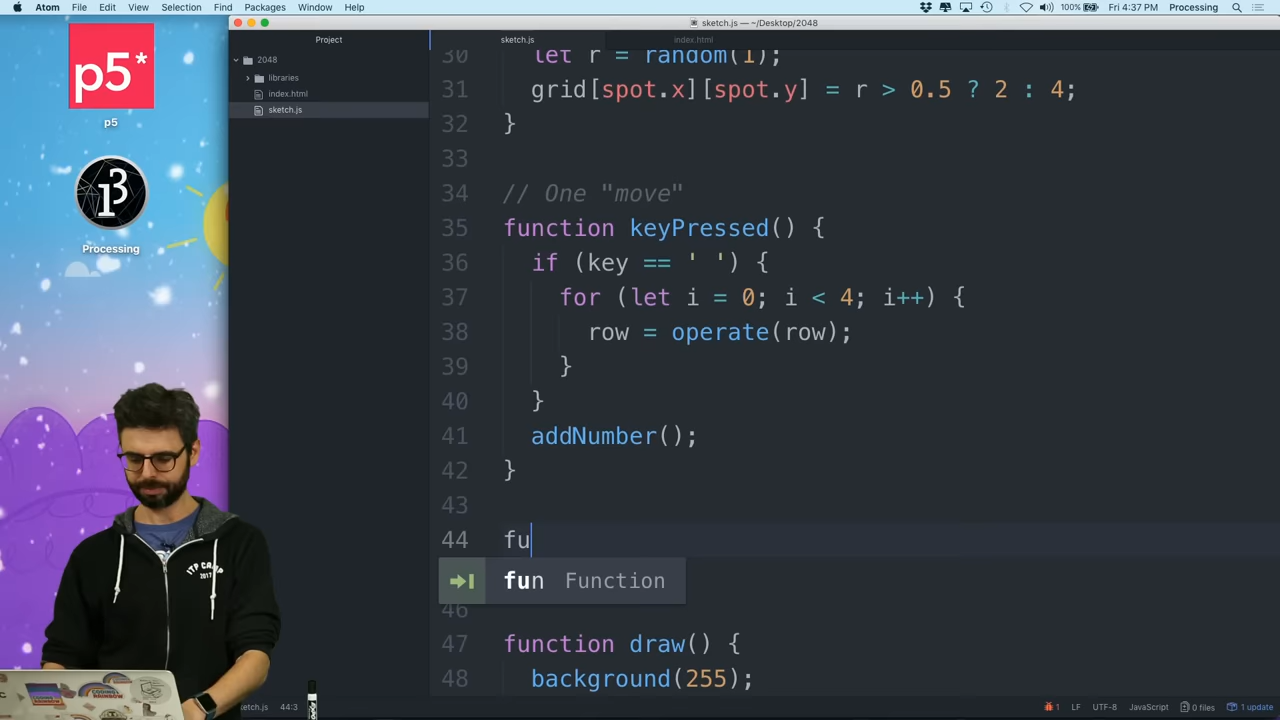 Atom File Edit View Selection Find Packages Window Help 100% Fri 4:37 PM Processing
sketch.js — ~/Desktop/2048
Project sketch.js index.html
2048
libraries
index.html
sketch.js
p5*
p5
Processing
30 let r = random(1);
31 grid[spot.x][spot.y] = r > 0.5 ? 2 : 4;
32 }
33
34 // One "move"
35 function keyPressed() {
36 if (key == ' ') {
37 for (let i = 0; i < 4; i++) {
38 row = operate(row);
39 }
40 }
41 addNumber();
42 }
43
44 fu
fun Function
46
47 function draw() {
48 background(255);
ITP CAMP
2017
sketch.js 44:3 1 LF UTF-8 JavaScript 0 files 1 update